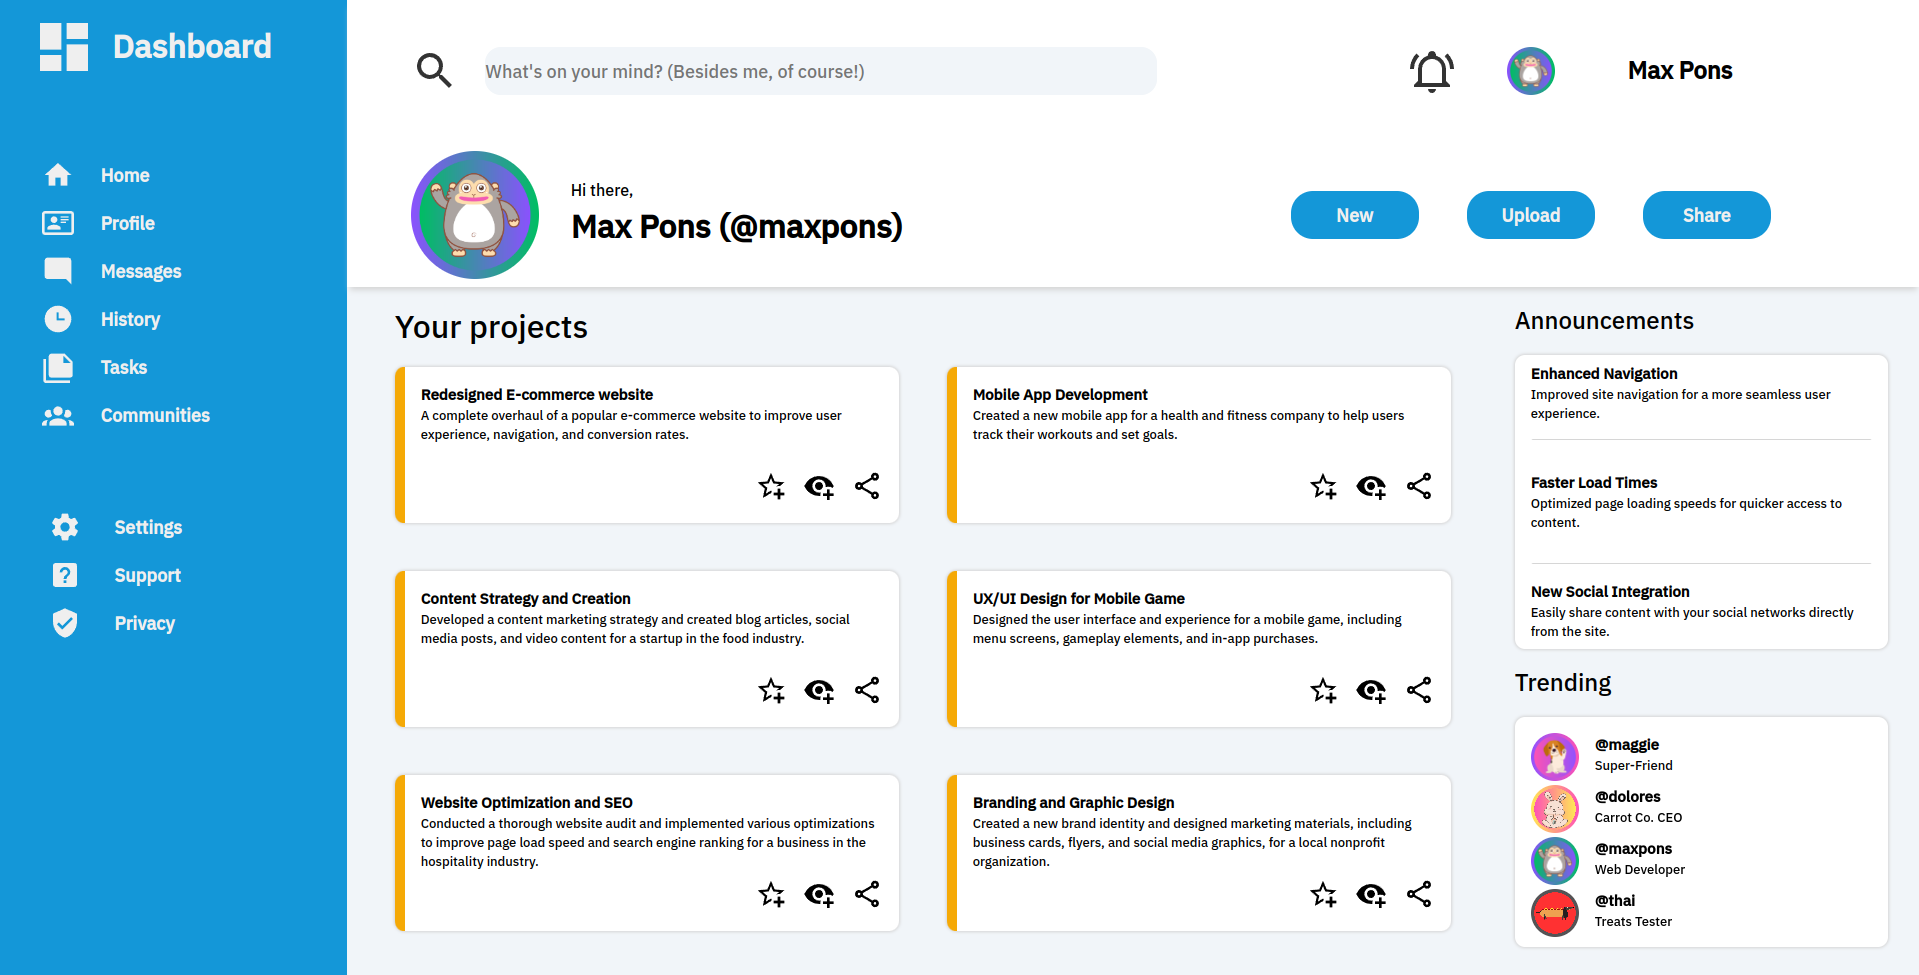 Dashboard
Home
Profile
Messages
History
Tasks
Communities
Settings
Support
Privacy
What's on your mind? (Besides me, of course!)
Max Pons
Hi there,
Max Pons (@maxpons)
New
Upload
Share
Your projects
Redesigned E-commerce website
A complete overhaul of a popular e-commerce website to improve user
experience, navigation, and conversion rates.
Mobile App Development
Created a new mobile app for a health and fitness company to help users
track their workouts and set goals.
Content Strategy and Creation
Developed a content marketing strategy and created blog articles, social
media posts, and video content for a startup in the food industry.
UX/UI Design for Mobile Game
Designed the user interface and experience for a mobile game, including
menu screens, gameplay elements, and in-app purchases.
Website Optimization and SEO
Conducted a thorough website audit and implemented various optimizations
to improve page load speed and search engine ranking for a business in the
hospitality industry.
Branding and Graphic Design
Created a new brand identity and designed marketing materials, including
business cards, flyers, and social media graphics, for a local nonprofit
organization.
Announcements
Enhanced Navigation
Improved site navigation for a more seamless user
experience.
Faster Load Times
Optimized page loading speeds for quicker access to
content.
New Social Integration
Easily share content with your social networks directly
from the site.
Trending
@maggie
Super-Friend
@dolores
Carrot Co. CEO
@maxpons
Web Developer
@thai
Treats Tester